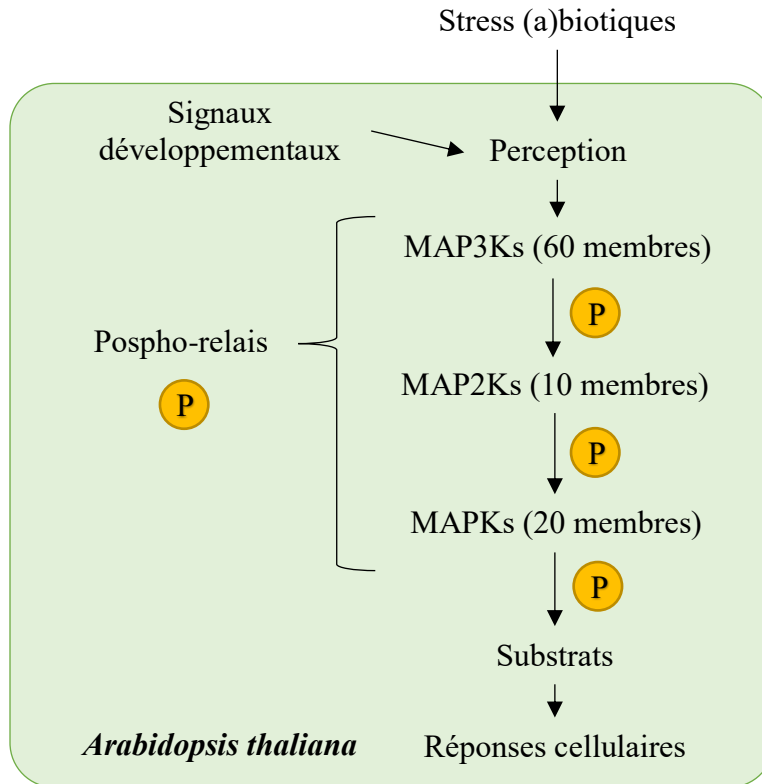 Stress (a)biotiques
Signaux
développementaux
Perception
MAP3Ks (60 membres)
P
Pospho-relais
P
MAP2Ks (10 membres)
P
MAPKs (20 membres)
P
Substrats
Arabidopsis thaliana
Réponses cellulaires